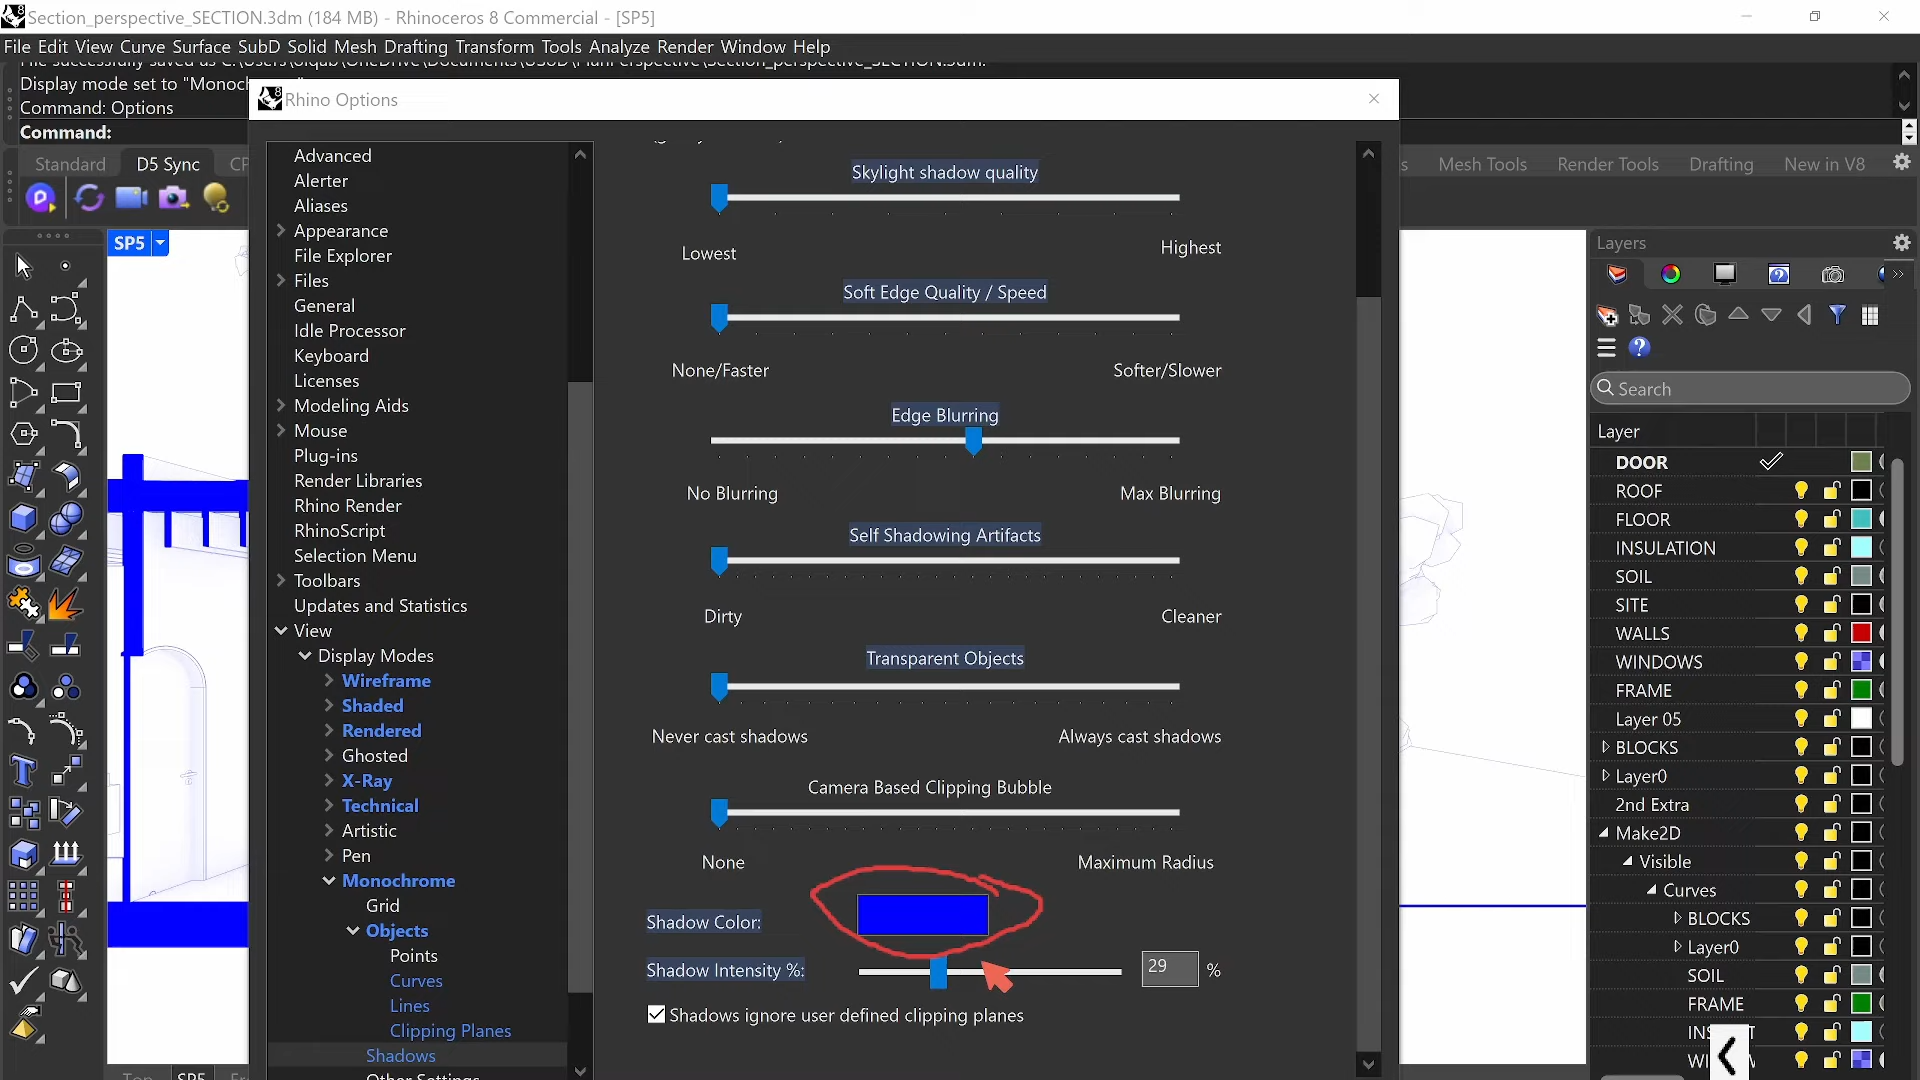 Section_perspective_SECTION.3dm (184 MB) - Rhinoceros 8 Commercial - [SP5]
File Edit View Curve Surface SubD Solid Mesh Drafting Transform Tools Analyze Render Window Help
Display mode set to "Monoch
Command: Options
Command:
Rhino Options
Standard
D5 Sync
Mesh Tools
Render Tools
Drafting
New in V8
SP5
Advanced
Alerter
Aliases
Appearance
File Explorer
Files
General
Idle Processor
Keyboard
Licenses
Modeling Aids
Mouse
Plug-ins
Render Libraries
Rhino Render
RhinoScript
Selection Menu
Toolbars
Updates and Statistics
View
Display Modes
Wireframe
Shaded
Rendered
Ghosted
X-Ray
Technical
Artistic
Pen
Monochrome
Grid
Objects
Points
Curves
Lines
Clipping Planes
Shadows
Other Settings
Skylight shadow quality
Lowest
Highest
Soft Edge Quality / Speed
None/Faster
Softer/Slower
Edge Blurring
No Blurring
Max Blurring
Self Shadowing Artifacts
Dirty
Cleaner
Transparent Objects
Never cast shadows
Always cast shadows
Camera Based Clipping Bubble
None
Maximum Radius
Shadow Color:
Shadow Intensity %:
29
%
Shadows ignore user defined clipping planes
Layers
Search
Layer
DOOR
ROOF
FLOOR
INSULATION
SOIL
SITE
WALLS
WINDOWS
FRAME
Layer 05
BLOCKS
Layer0
2nd Extra
Make2D
Visible
Curves
BLOCKS
Layer0
SOIL
FRAME
SP5